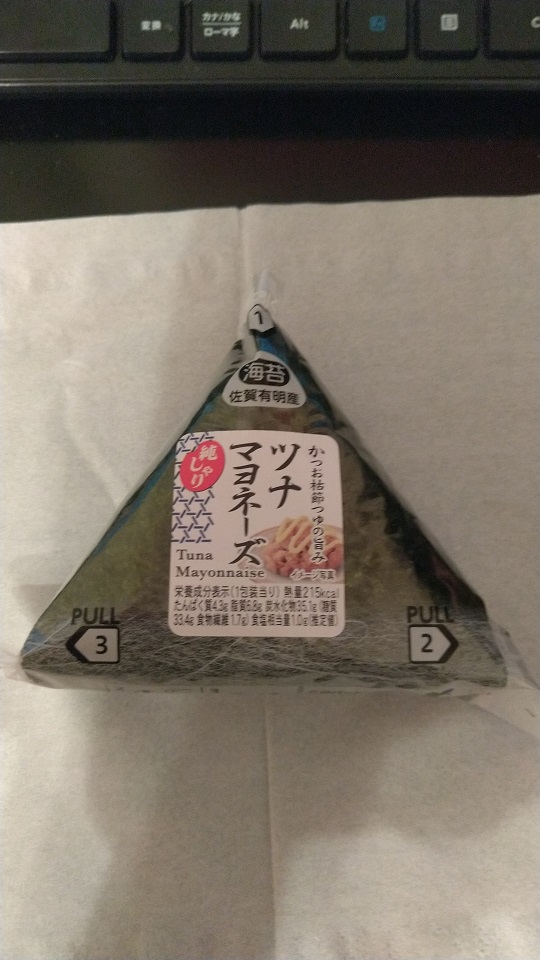 変換
カナ/かな
ローマ字
Alt
1
海苔
佐賀有明産
かつお枯節つゆの旨み
ツナ
マヨネーズ
純しゃり
Tuna
Mayonnaise
イメージ写真
栄養成分表示(1包装当り)熱量215kcal
たんぱく質4.3g 脂質6.8g 炭水化物35.1g(糖質
33.4g 食物繊維1.7g)食塩相当量1.0g(推定値)
PULL
3
PULL
2